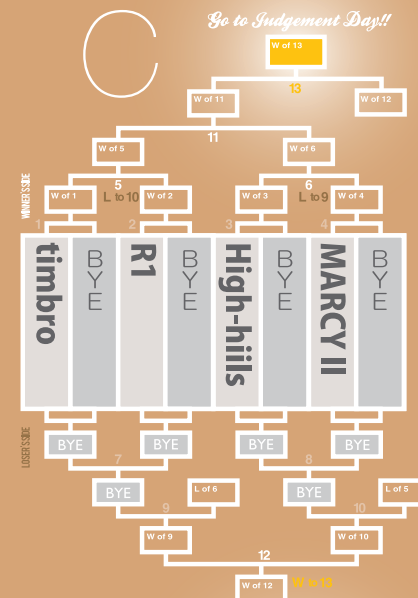 C
Go to Judgement Day!!
W of 13
13
W of 11
W of 12
11
W of 5
W of 6
WINNER'S SIDE
5
6
L to 10
L to 9
W of 1
W of 2
W of 3
W of 4
1
2
3
4
timbro
BYE
R1
BYE
High-hiils
BYE
MARCY II
BYE
LOSER'S SIDE
BYE
BYE
BYE
BYE
7
8
BYE
L of 6
BYE
L of 5
9
10
W of 9
W of 10
12
W of 12
W to 13